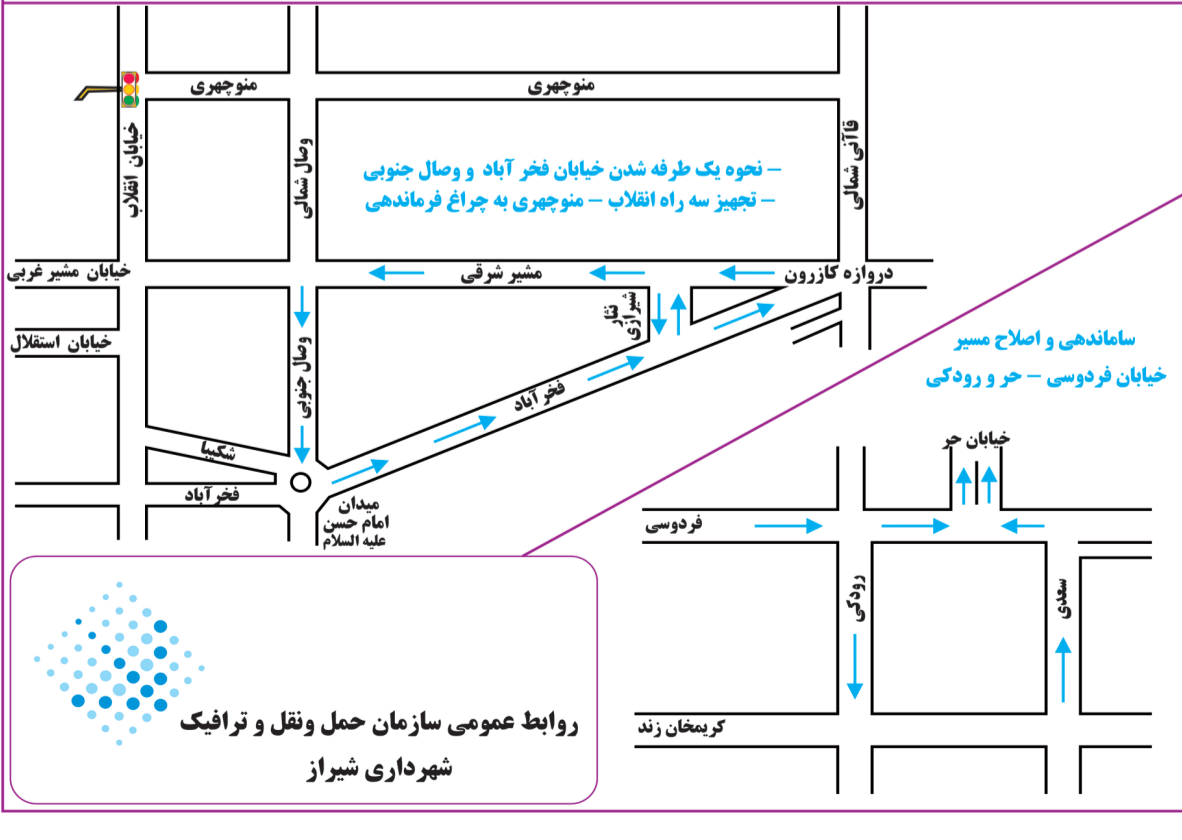 منوچهری
منوچهری
خیابان انقلاب
وصال شمالی
قاآنی شمالی
– نحوه یک طرفه شدن خیابان فخر آباد و وصال جنوبی
– تجهیز سه راه انقلاب – منوچهری به چراغ فرماندهی
دروازه کازرون
مشیر شرقی
خیابان مشیر غربی
نثار
شیرازی
خیابان استقلال
وصال جنوبی
فخر آباد
شکیبا
فخرآباد
میدان
امام حسن
علیه السلام
ساماندهی و اصلاح مسیر
خیابان فردوسی – حر و رودکی
خیابان حر
فردوسی
رودکی
سعدی
کریمخان زند
روابط عمومی سازمان حمل ونقل و ترافیک
شهرداری شیراز